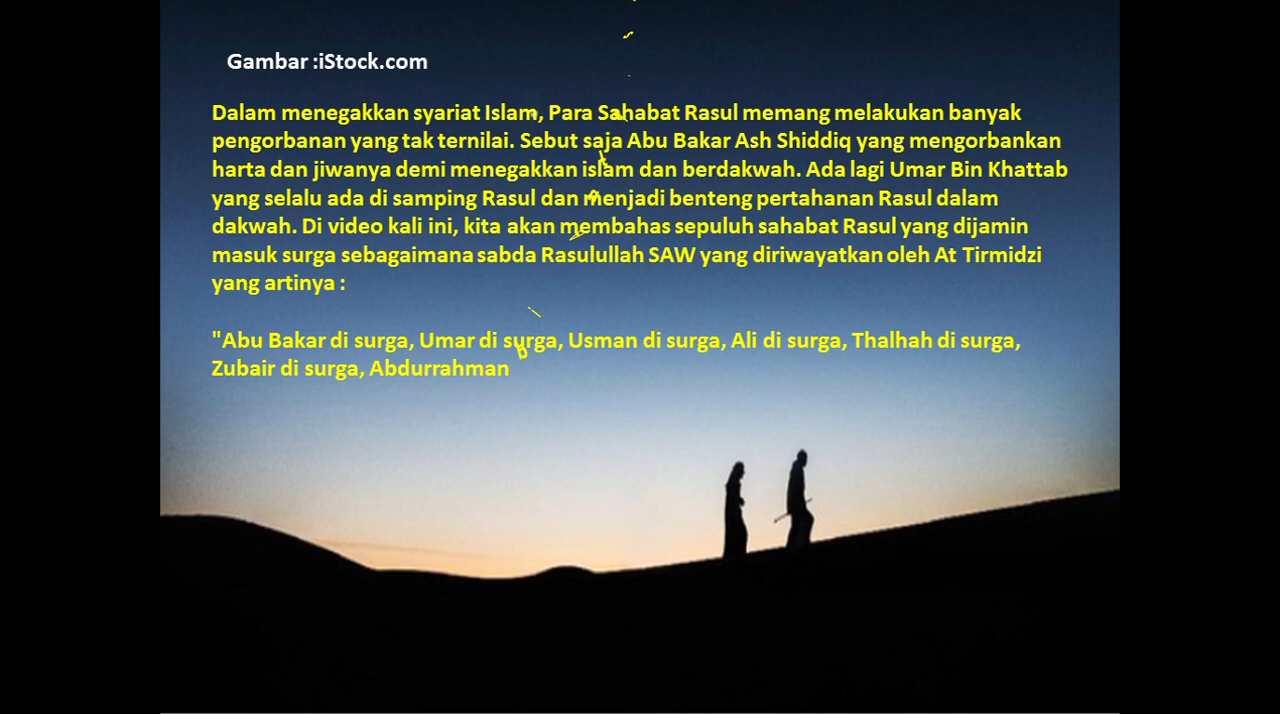 Gambar :iStock.com
Dalam menegakkan syariat Islam, Para Sahabat Rasul memang melakukan banyak
pengorbanan yang tak ternilai. Sebut saja Abu Bakar Ash Shiddiq yang mengorbankan
harta dan jiwanya demi menegakkan islam dan berdakwah. Ada lagi Umar Bin Khattab
yang selalu ada di samping Rasul dan menjadi benteng pertahanan Rasul dalam
dakwah. Di video kali ini, kita akan membahas sepuluh sahabat Rasul yang dijamin
masuk surga sebagaimana sabda Rasulullah SAW yang diriwayatkan oleh At Tirmidzi
yang artinya :
"Abu Bakar di surga, Umar di surga, Usman di surga, Ali di surga, Thalhah di surga,
Zubair di surga, Abdurrahman